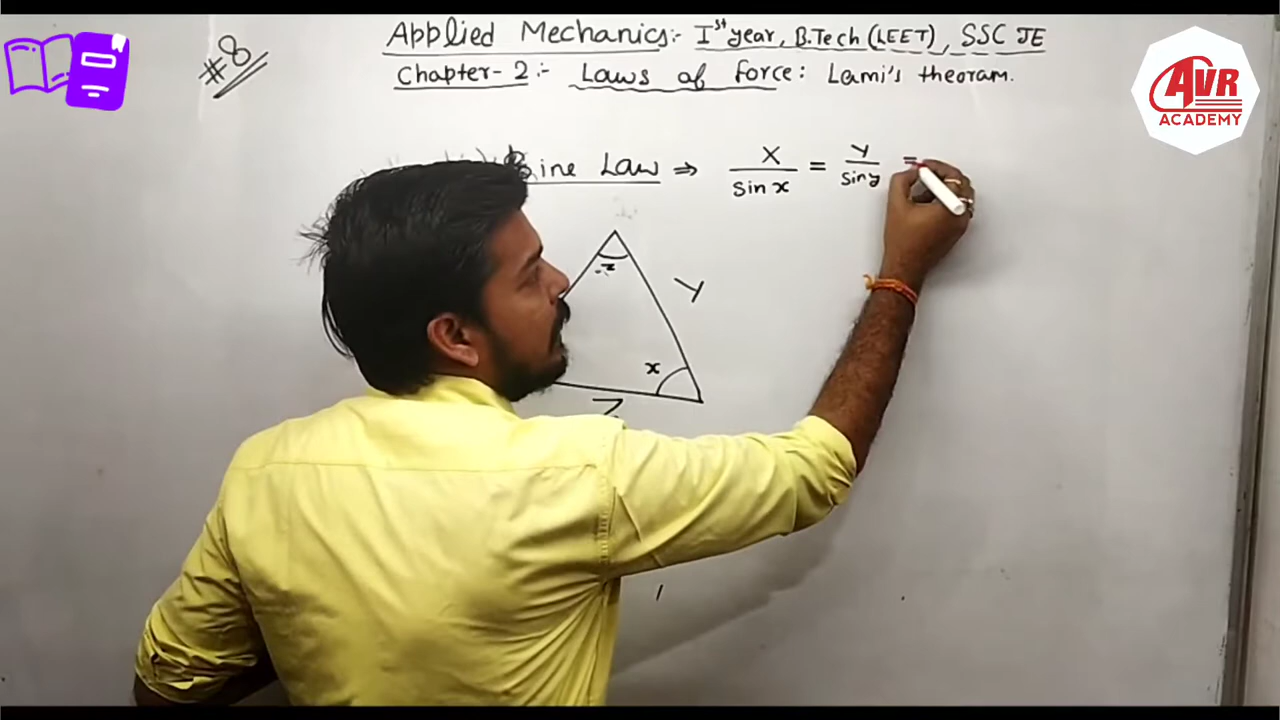 #8
Applied Mechanics:- Ist year, B.Tech (LEET), SSC JE
Chapter-2:- Laws of force: Lami's theoram.
AVR
ACADEMY
Sine Law ⇒ X/Sin x = Y/Sin y =
z
Y
x
Z